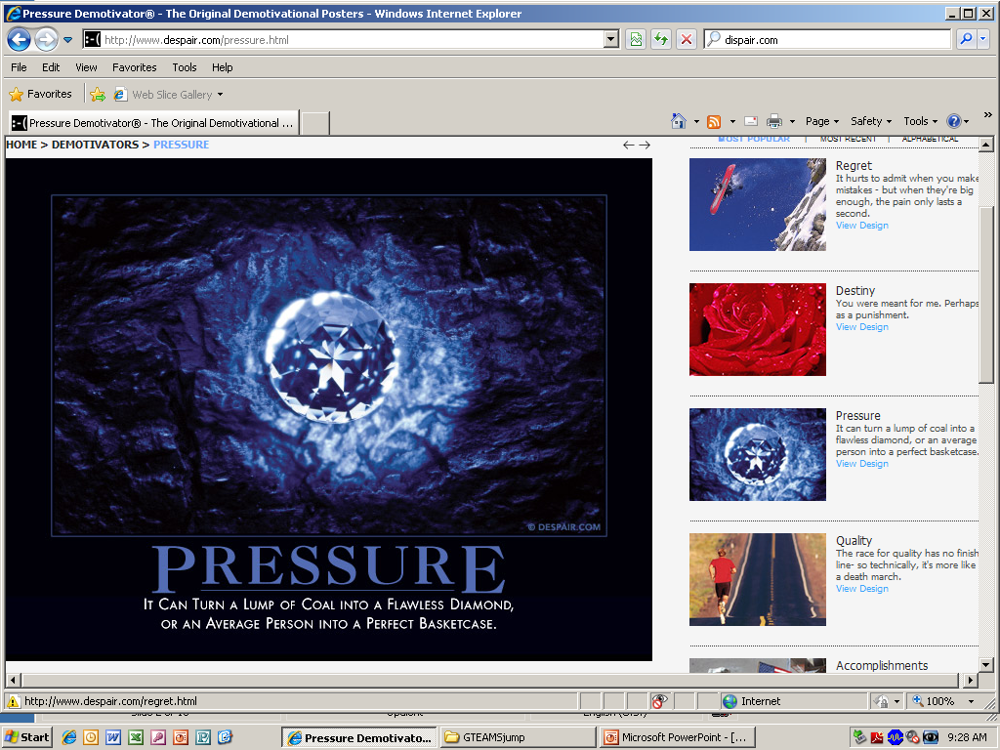 Pressure Demotivator® - The Original Demotivational Posters - Windows Internet Explorer
http://www.despair.com/pressure.html
dispair.com
File Edit View Favorites Tools Help
Favorites Web Slice Gallery
Pressure Demotivator® - The Original Demotivational ...
Page Safety Tools
HOME > DEMOTIVATORS > PRESSURE
MOST POPULAR | MOST RECENT | ALPHABETICAL
© DESPAIR.COM
PRESSURE
IT CAN TURN A LUMP OF COAL INTO A FLAWLESS DIAMOND,
OR AN AVERAGE PERSON INTO A PERFECT BASKETCASE.
Regret
It hurts to admit when you make
mistakes - but when they're big
enough, the pain only lasts a
second.
View Design
Destiny
You were meant for me. Perhaps
as a punishment.
View Design
Pressure
It can turn a lump of coal into a
flawless diamond, or an average
person into a perfect basketcase.
View Design
Quality
The race for quality has no finish
line- so technically, it's more like
a death march.
View Design
Accomplishments
http://www.despair.com/regret.html
Internet
100%
Start
Pressure Demotivato...
GTEAMSjump
Microsoft PowerPoint - [...
9:28 AM